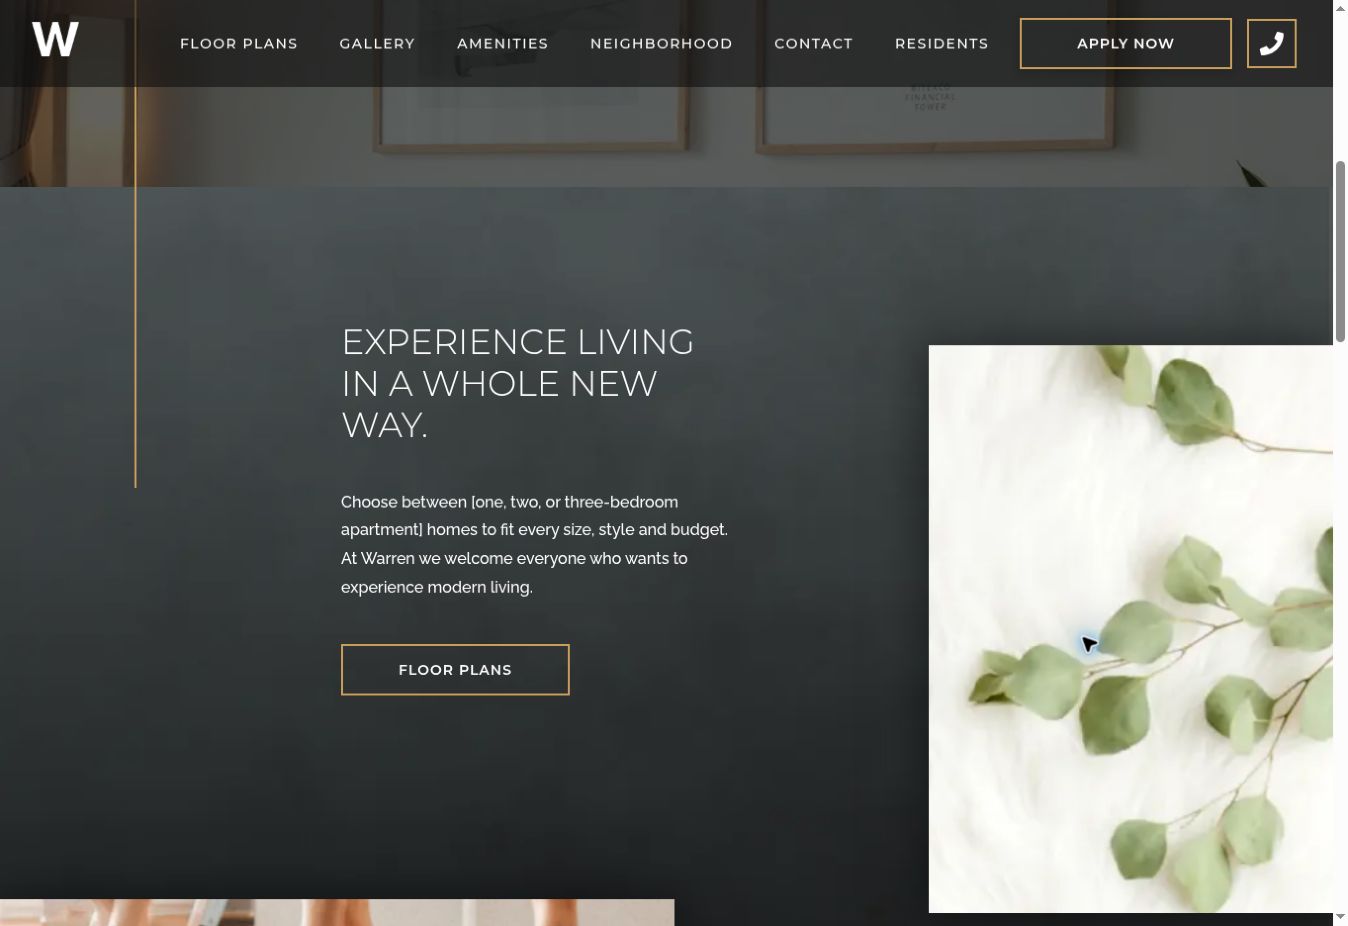 W
FLOOR PLANS
GALLERY
AMENITIES
NEIGHBORHOOD
CONTACT
RESIDENTS
APPLY NOW
FINANCIAL
TOWER
EXPERIENCE LIVING
IN A WHOLE NEW
WAY.
Choose between [one, two, or three-bedroom
apartment] homes to fit every size, style and budget.
At Warren we welcome everyone who wants to
experience modern living.
FLOOR PLANS